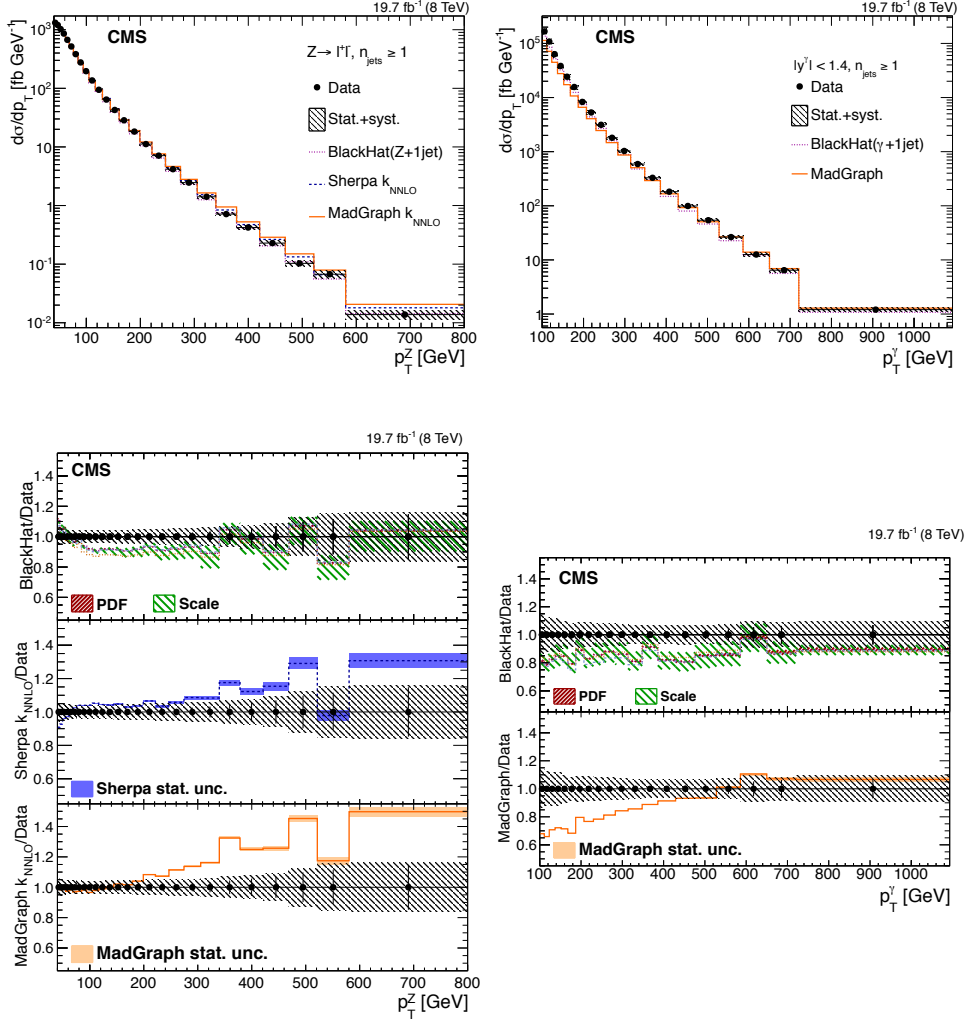 19.7 fb⁻¹ (8 TeV)
CMS
Z→ l⁺l⁻, n_jets ≥ 1
Data
Stat.+syst.
BlackHat(Z+1jet)
Sherpa k_NNLO
MadGraph k_NNLO
dσ/dp_T [fb GeV⁻¹]
10³
10²
10
1
10⁻¹
10⁻²
100 200 300 400 500 600 700 800
p_T^Z [GeV]
19.7 fb⁻¹ (8 TeV)
CMS
|y^γ| < 1.4, n_jets ≥ 1
Data
Stat.+syst.
BlackHat(γ+1jet)
MadGraph
dσ/dp_T [fb GeV⁻¹]
10⁵
10⁴
10³
10²
10
1
100 200 300 400 500 600 700 800 900 1000
p_T^γ [GeV]
19.7 fb⁻¹ (8 TeV)
CMS
BlackHat/Data
1.4
1.2
1.0
0.8
0.6
PDF
Scale
Sherpa k_NNLO/Data
1.4
1.2
1.0
0.8
0.6
Sherpa stat. unc.
MadGraph k_NNLO/Data
1.4
1.2
1.0
0.8
0.6
MadGraph stat. unc.
100 200 300 400 500 600 700 800
p_T^Z [GeV]
19.7 fb⁻¹ (8 TeV)
CMS
BlackHat/Data
1.4
1.2
1.0
0.8
0.6
PDF
Scale
MadGraph/Data
1.4
1.2
1.0
0.8
0.6
MadGraph stat. unc.
100 200 300 400 500 600 700 800 900 1000
p_T^γ [GeV]